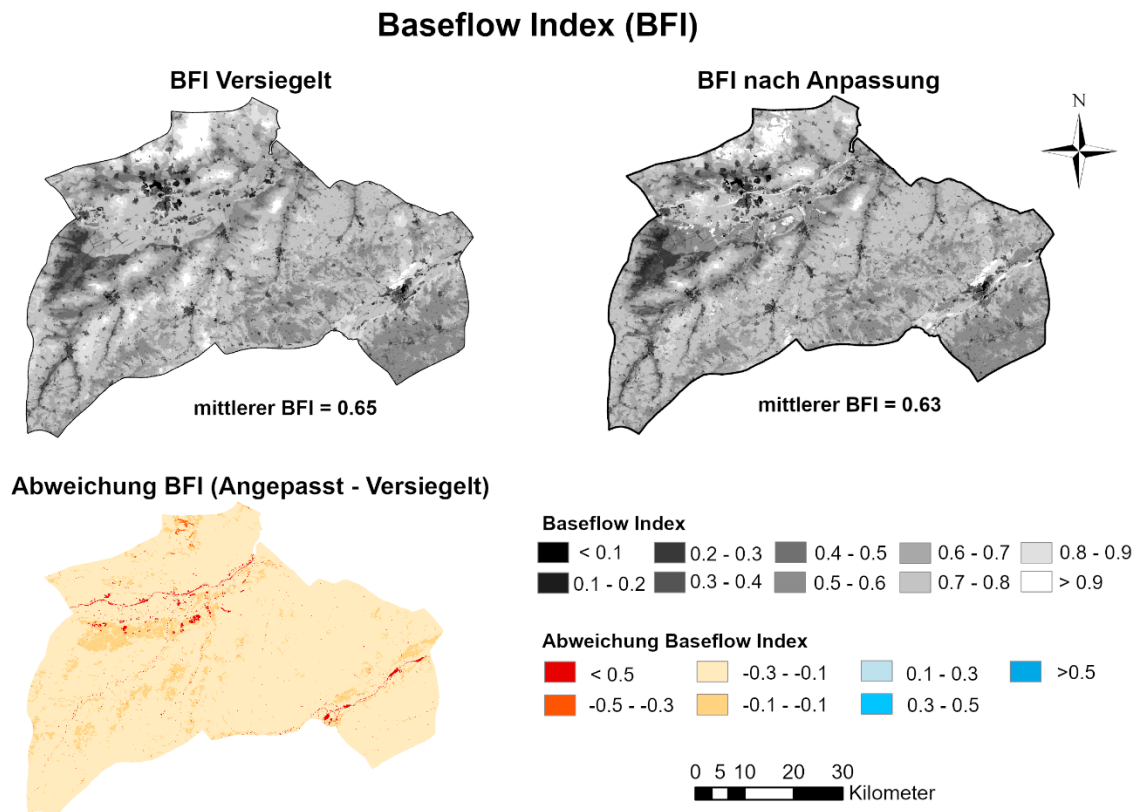 Baseflow Index (BFI)
BFI Versiegelt
BFI nach Anpassung
N
mittlerer BFI = 0.65
mittlerer BFI = 0.63
Abweichung BFI (Angepasst - Versiegelt)
Baseflow Index
< 0.1 0.2 - 0.3 0.4 - 0.5 0.6 - 0.7 0.8 - 0.9
0.1 - 0.2 0.3 - 0.4 0.5 - 0.6 0.7 - 0.8 > 0.9
Abweichung Baseflow Index
< 0.5 -0.3 - -0.1 0.1 - 0.3 >0.5
-0.5 - -0.3 -0.1 - -0.1 0.3 - 0.5
0 5 10 20 30
Kilometer